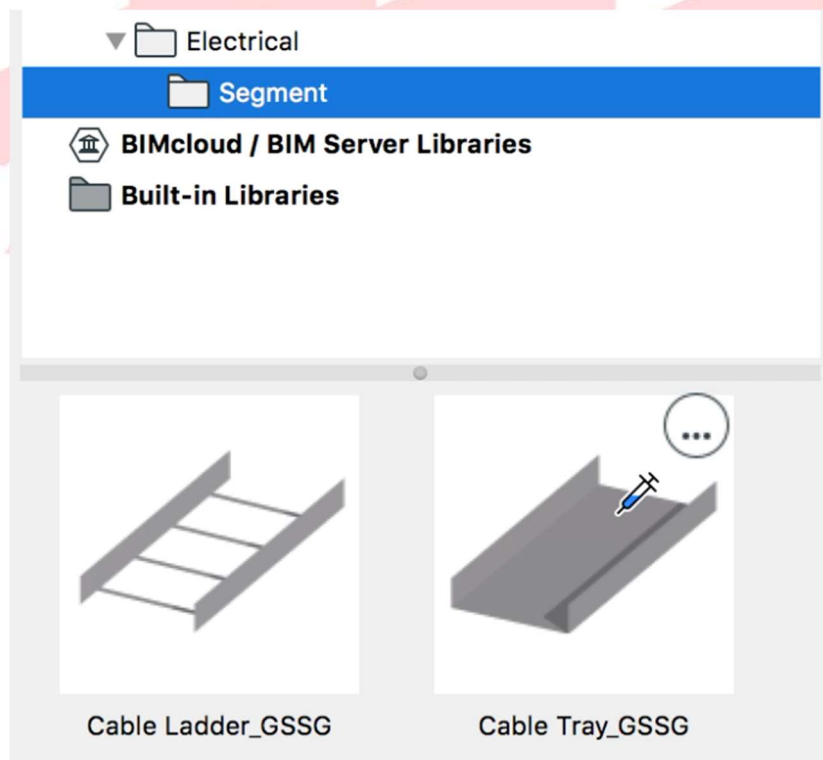 Electrical
Segment
BIMcloud / BIM Server Libraries
Built-in Libraries
Cable Ladder_GSSG
Cable Tray_GSSG